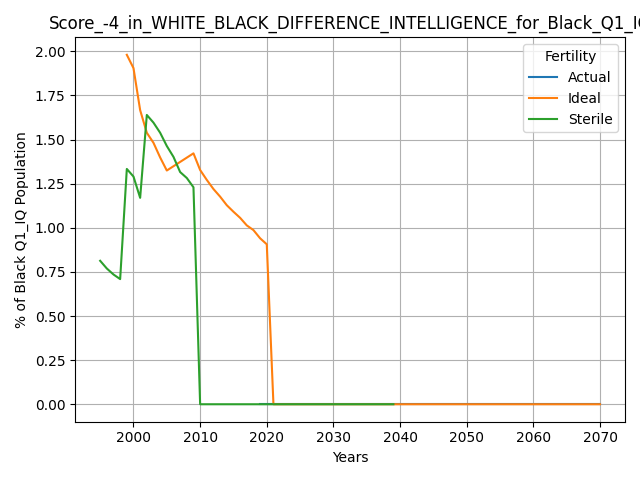 Score_-4_in_WHITE_BLACK_DIFFERENCE_INTELLIGENCE_for_Black_Q1_IQ
Fertility
Actual
Ideal
Sterile
% of Black Q1_IQ Population
2.00
1.75
1.50
1.25
1.00
0.75
0.50
0.25
0.00
2000 2010 2020 2030 2040 2050 2060 2070
Years